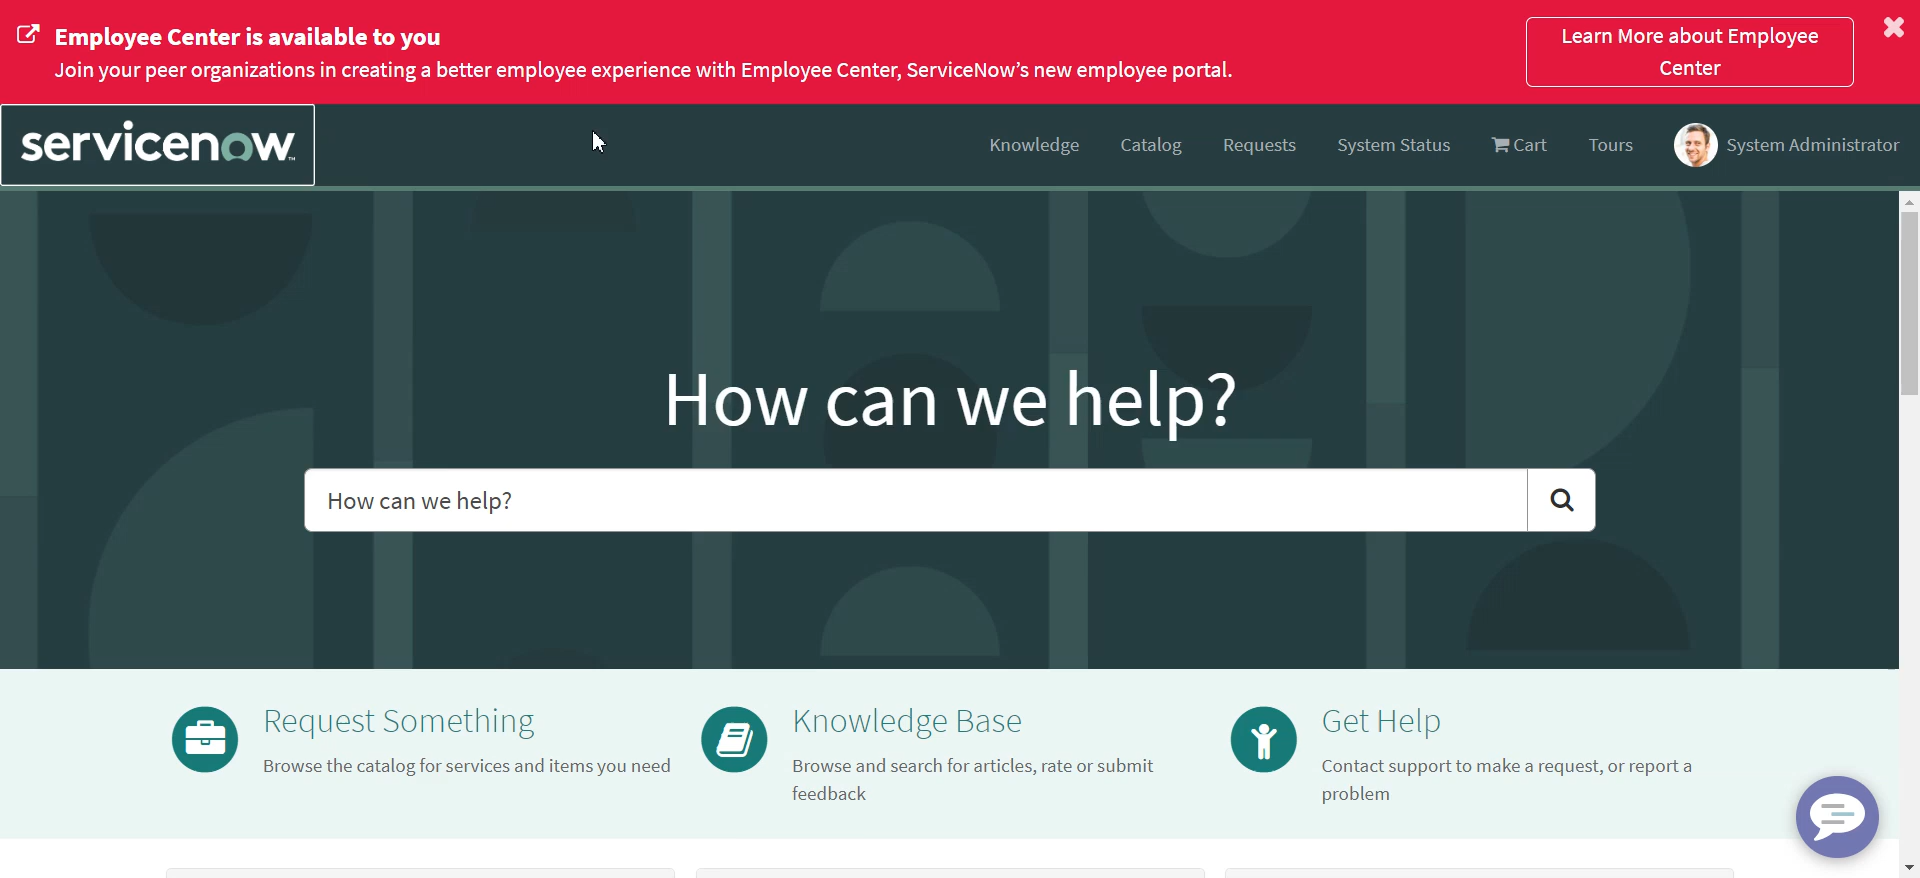 Employee Center is available to you
Join your peer organizations in creating a better employee experience with Employee Center, ServiceNow’s new employee portal.
Learn More about Employee
Center
servicenow™
Knowledge
Catalog
Requests
System Status
Cart
Tours
System Administrator
How can we help?
How can we help?
Request Something
Browse the catalog for services and items you need
Knowledge Base
Browse and search for articles, rate or submit
feedback
Get Help
Contact support to make a request, or report a
problem